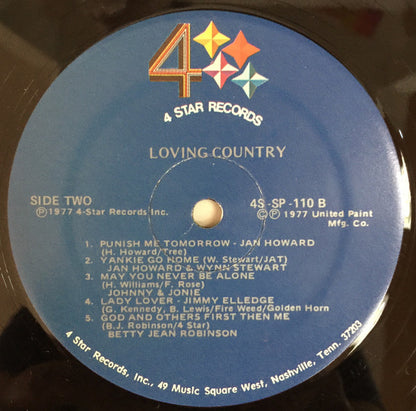 4
4 STAR RECORDS
LOVING COUNTRY
SIDE TWO
Ⓟ1977 4-Star Records Inc.
4S-SP-110 B
©Ⓟ1977 United Paint
Mfg. Co.
1. PUNISH ME TOMORROW - JAN HOWARD
(H. Howard/Tree)
2. YANKIE GO HOME (W. Stewart/JAT)
JAN HOWARD & WYNN STEWART
3. MAY YOU NEVER BE ALONE
(H. Williams/F. Rose)
JOHNNY & JONIE
4. LADY LOVER - JIMMY ELLEDGE
(G. Kennedy, B. Lewis/Fire Weed/Golden Horn
5. GOD AND OTHERS FIRST THEN ME
(B.J. Robinson/4 Star)
BETTY JEAN ROBINSON
4 Star Records, Inc., 49 Music Square West, Nashville, Tenn. 37203